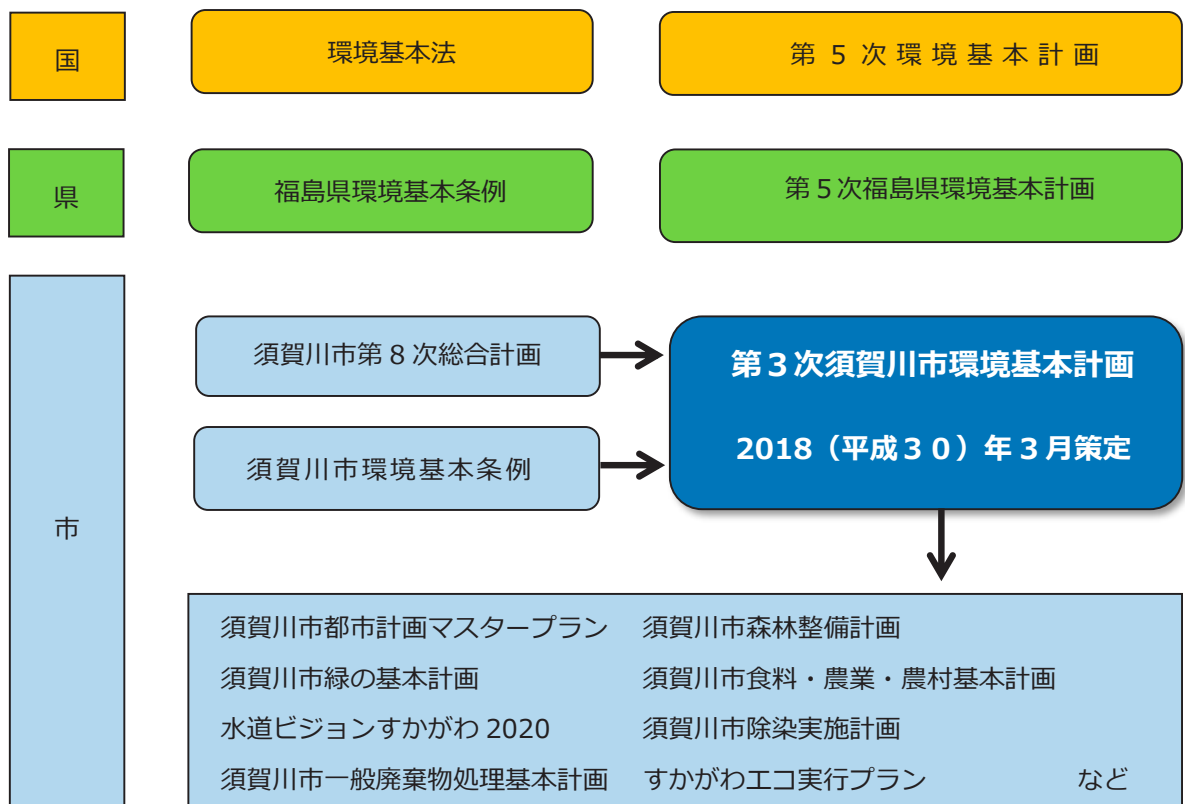 国
環境基本法
第5次環境基本計画
県
福島県環境基本条例
第5次福島県環境基本計画
市
須賀川市第8次総合計画
須賀川市環境基本条例
第3次須賀川市環境基本計画
2018（平成30）年3月策定
須賀川市都市計画マスタープラン 須賀川市森林整備計画
須賀川市緑の基本計画 須賀川市食料・農業・農村基本計画
水道ビジョンすかがわ 2020 須賀川市除染実施計画
須賀川市一般廃棄物処理基本計画 すかがわエコ実行プラン など